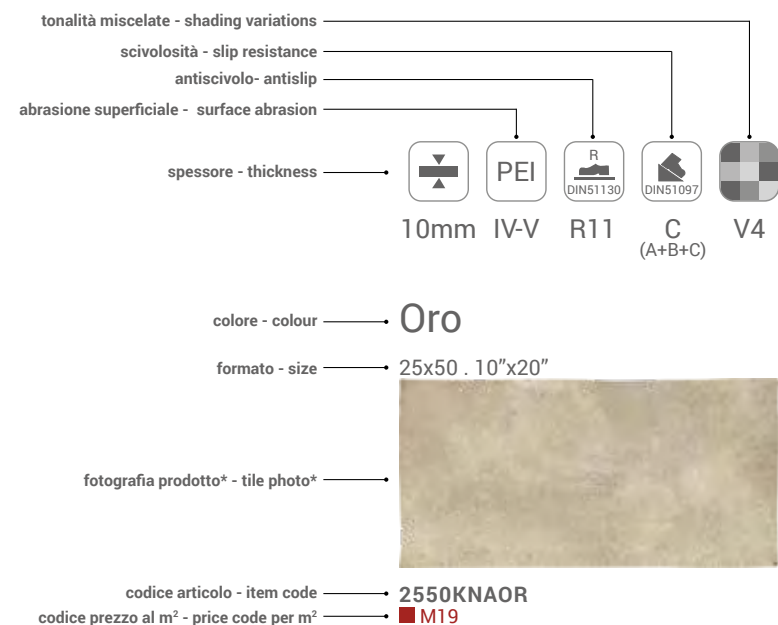 tonalità miscelate - shading variations
scivolosità - slip resistance
antiscivolo- antislip
abrasione superficiale - surface abrasion
spessore - thickness
PEI
R
DIN51130
DIN51097
10mm IV-V R11 C V4
(A+B+C)
colore - colour
Oro
formato - size
25x50 . 10”x20”
fotografia prodotto* - tile photo*
codice articolo - item code
2550KNAOR
codice prezzo al m² - price code per m²
M19